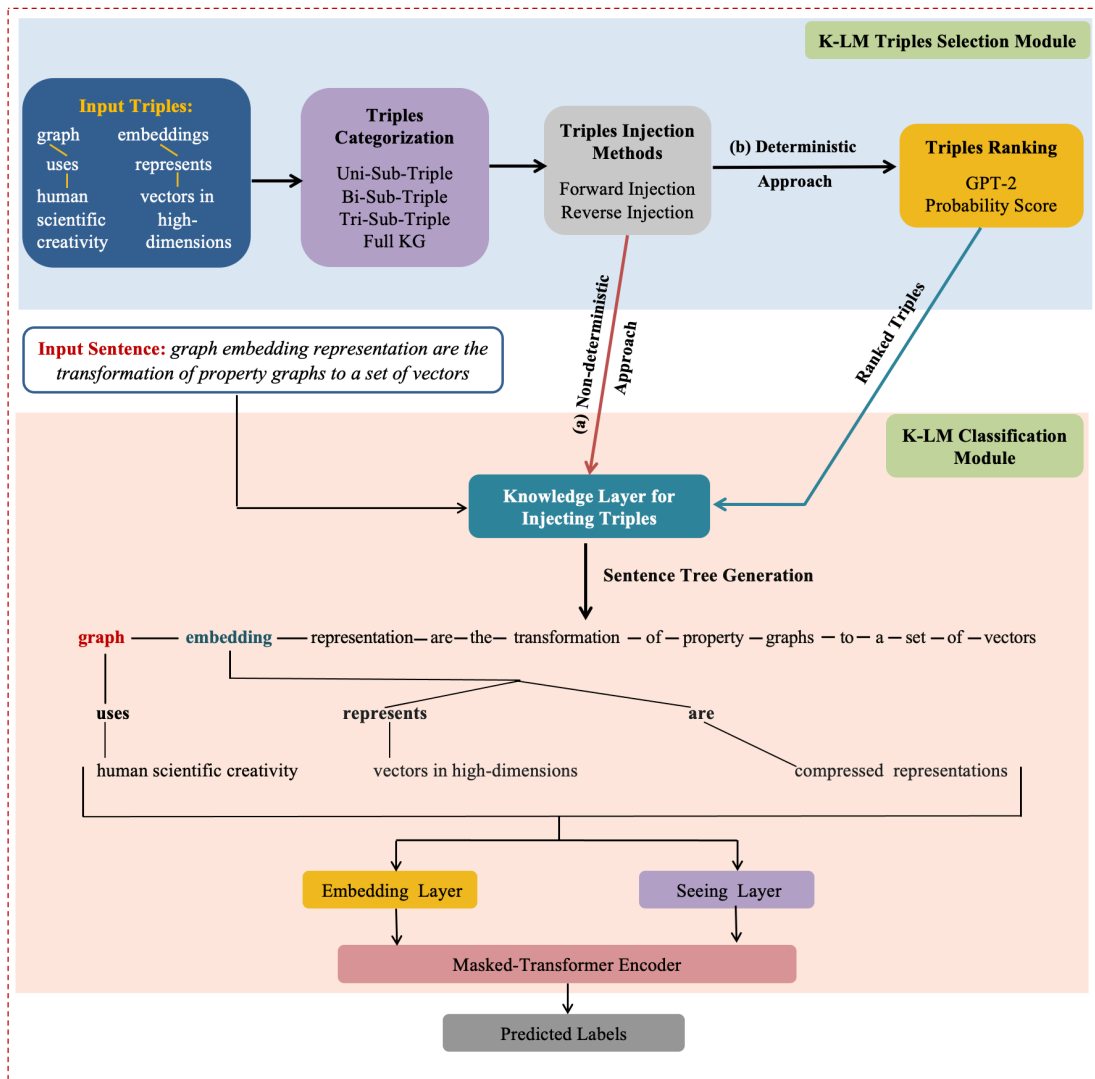 K-LM Triples Selection Module
Input Triples:
graph
uses
human
scientific
creativity
embeddings
represents
vectors in
high-
dimensions
Triples
Categorization
Uni-Sub-Triple
Bi-Sub-Triple
Tri-Sub-Triple
Full KG
Triples Injection
Methods
Forward Injection
Reverse Injection
(b) Deterministic
Approach
Triples Ranking
GPT-2
Probability Score
(a) Non-deterministic
Approach
Ranked Triples
Input Sentence: graph embedding representation are the
transformation of property graphs to a set of vectors
K-LM Classification
Module
Knowledge Layer for
Injecting Triples
Sentence Tree Generation
graph embedding representation are the transformation of property graphs to a set of vectors
uses represents are
human scientific creativity vectors in high-dimensions compressed representations
Embedding Layer
Seeing Layer
Masked-Transformer Encoder
Predicted Labels